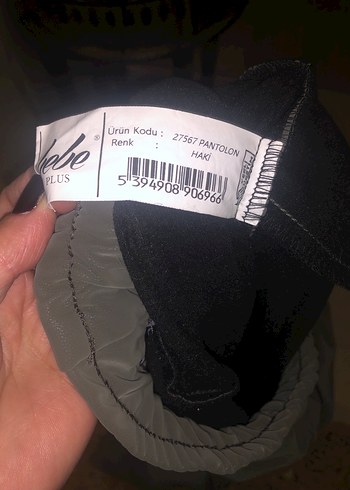 bebe®
PLUS
Ürün Kodu : 27567 PANTOLON
Renk : HAKİ
5 394908 906966